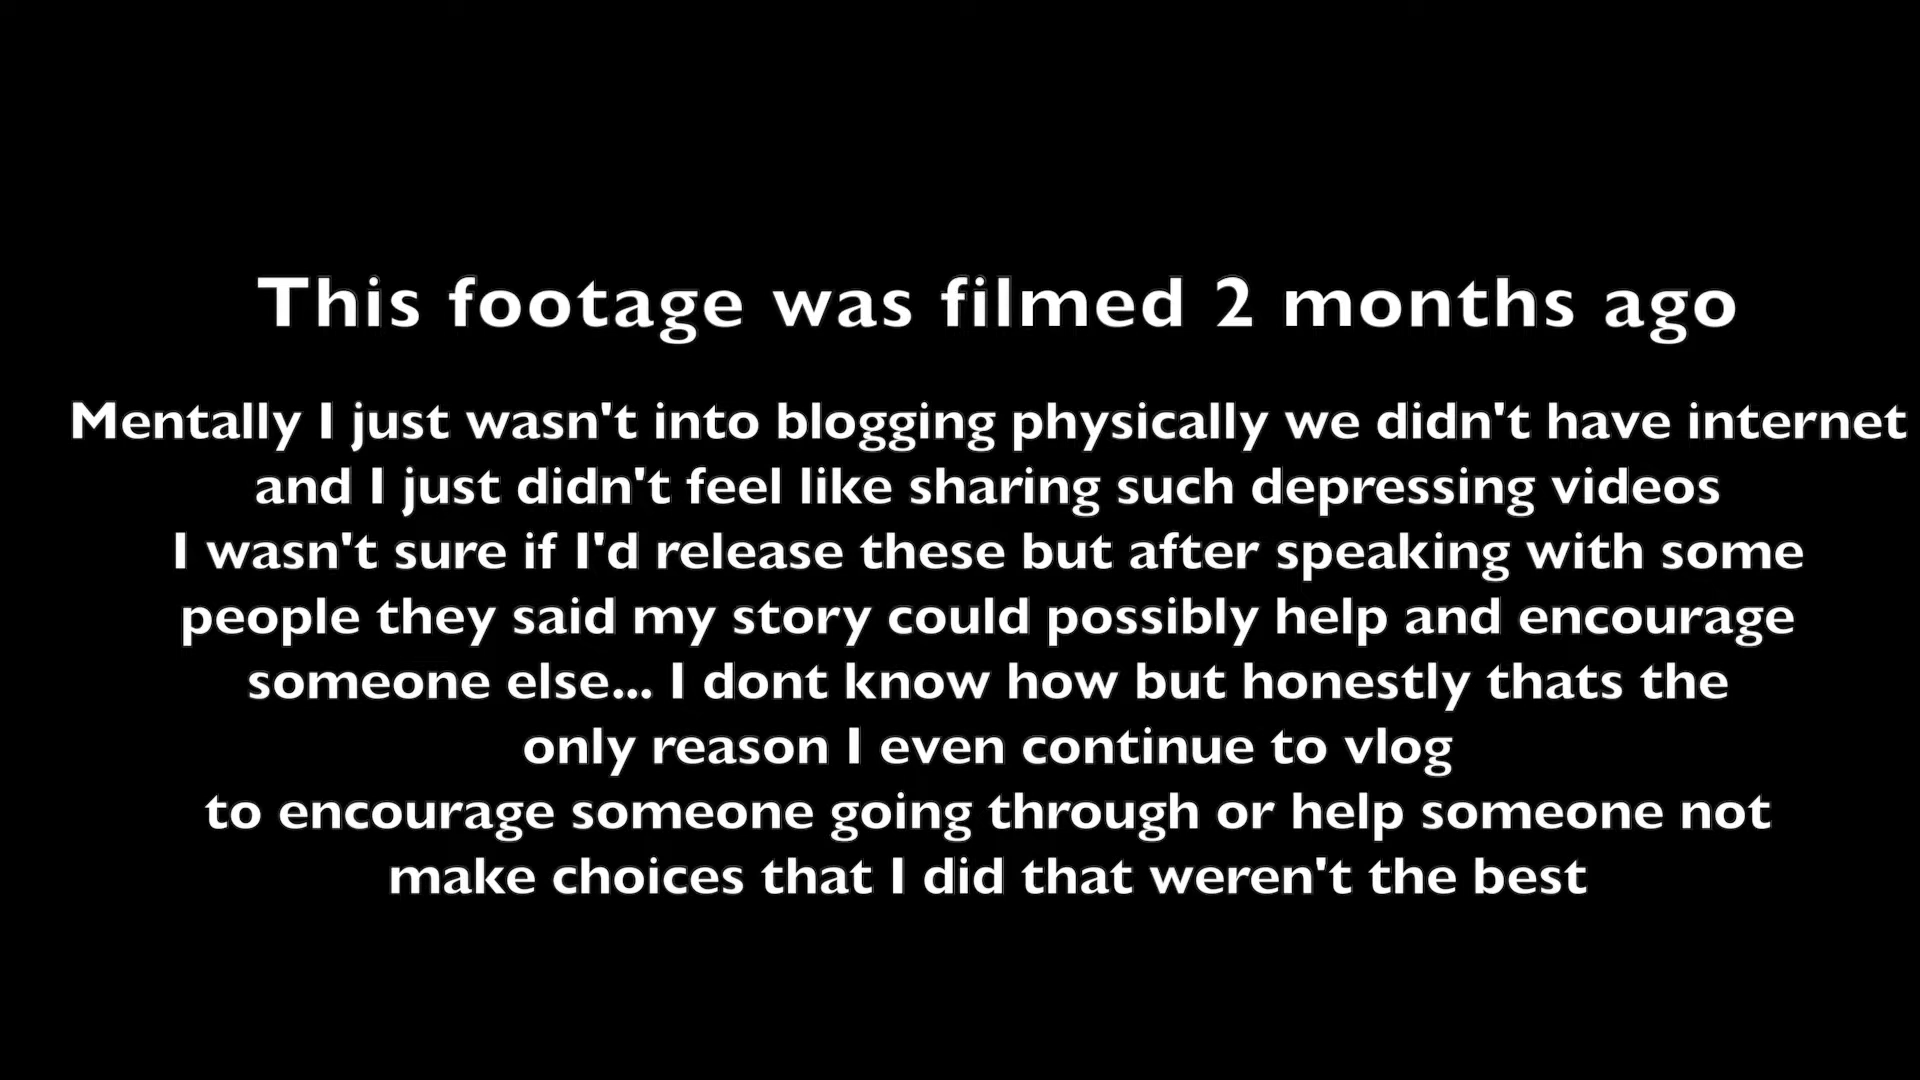 This footage was filmed 2 months ago
Mentally I just wasn't into blogging physically we didn't have internet
and I just didn't feel like sharing such depressing videos
I wasn't sure if I'd release these but after speaking with some
people they said my story could possibly help and encourage
someone else... I dont know how but honestly thats the
only reason I even continue to vlog
to encourage someone going through or help someone not
make choices that I did that weren't the best